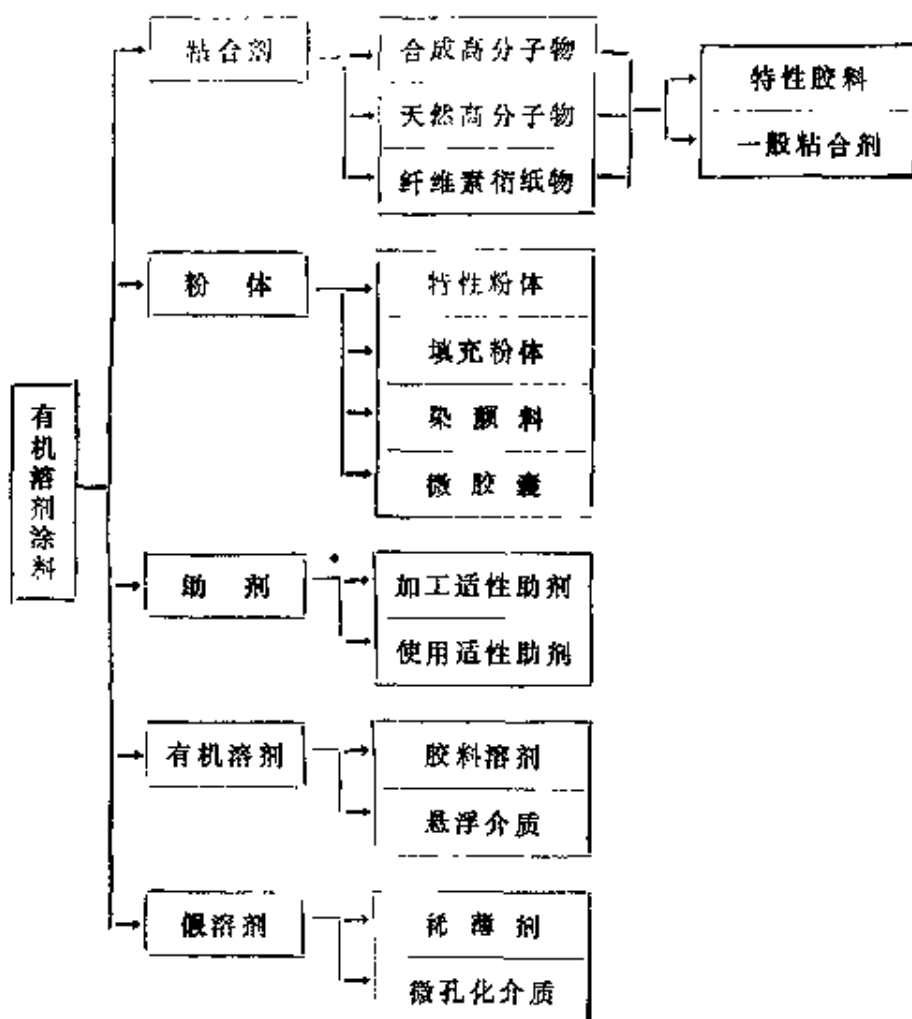 有机溶剂涂料
粘合剂
合成高分子物
天然高分子物
纤维素衍纸物
特性胶料
一般粘合剂
粉 体
特性粉体
填充粉体
染颜料
微胶囊
助 剂
加工适性助剂
使用适性助剂
有机溶剂
胶料溶剂
悬浮介质
假溶剂
稀薄剂
微孔化介质